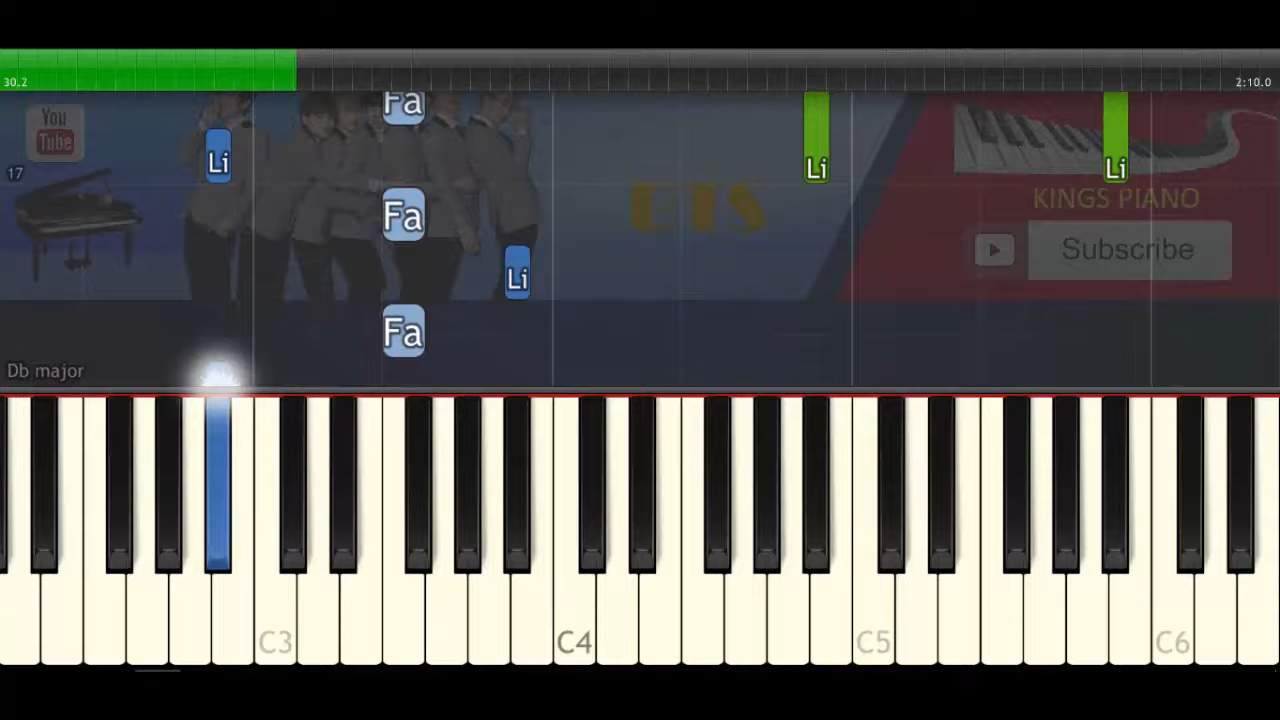 30.2
2:10.0
Fa
You
Tube
Li
Li
Li
17
KINGS PIANO
BTS
Fa
Subscribe
Li
Fa
Db major
C3
C4
C5
C6